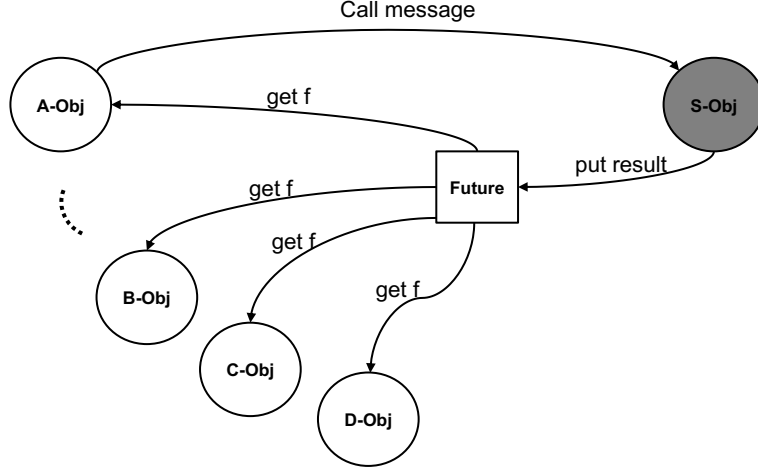 Call message
A-Obj
get f
S-Obj
put result
Future
get f
get f
get f
B-Obj
C-Obj
D-Obj